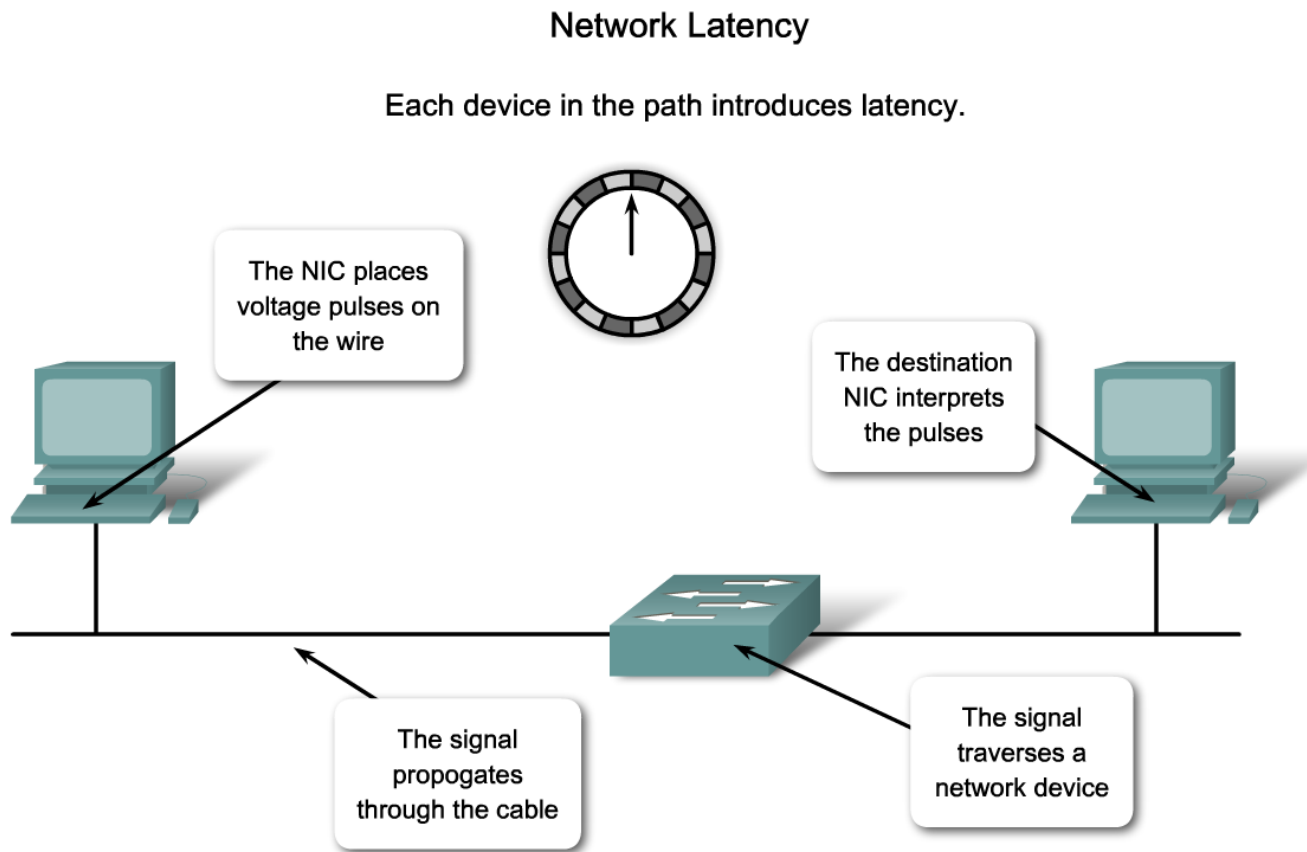 Network Latency
Each device in the path introduces latency.
The NIC places
voltage pulses on
the wire
The destination
NIC interprets
the pulses
The signal
propogates
through the cable
The signal
traverses a
network device